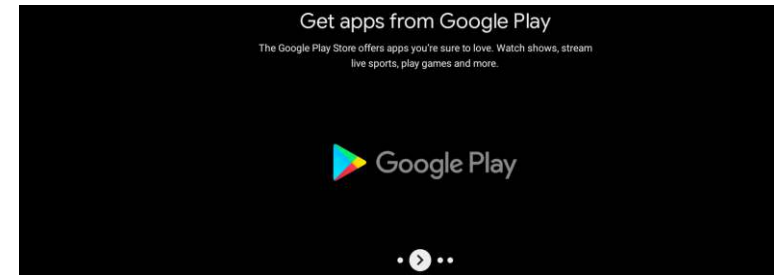 Get apps from Google Play
The Google Play Store offers apps you're sure to love. Watch shows, stream
live sports, play games and more.
Google Play